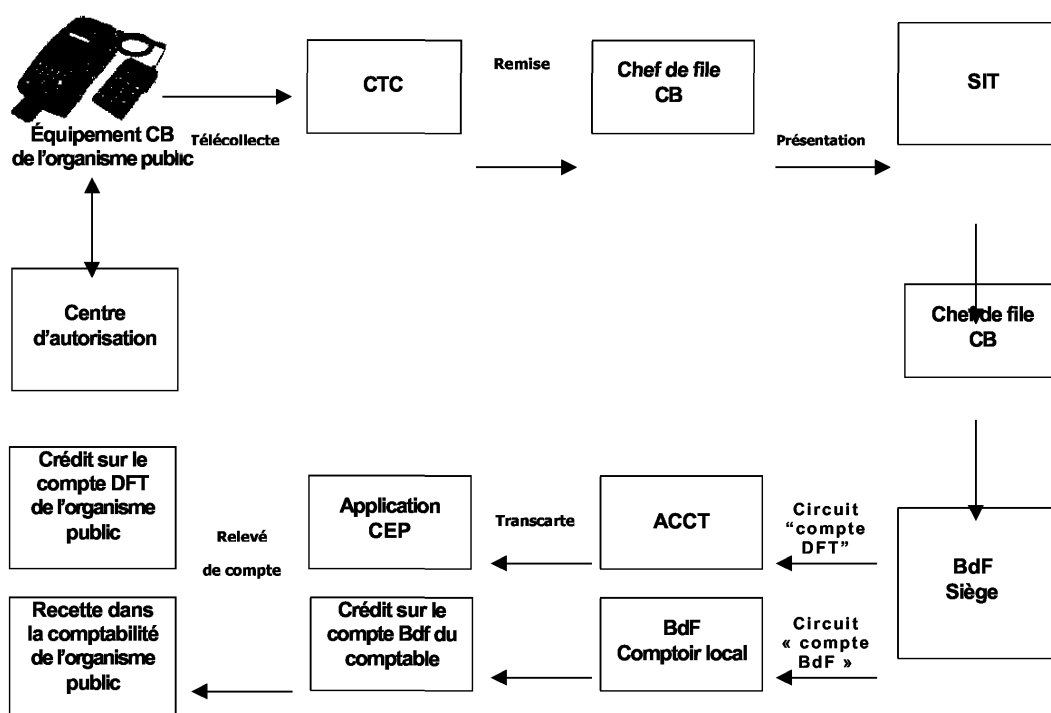 CTC
Remise
Chef de file
CB
SIT
Équipement CB
de l'organisme public
Télécollecte
Présentation
Centre
d'autorisation
Chef de file
CB
Crédit sur le
compte DFT
de l'organisme
public
Relevé
de compte
Application
CEP
Transcarte
ACCT
Circuit
“compte
DFT”
BdF
Siège
Recette dans
la comptabilité
de l'organisme
public
Crédit sur le
compte Bdf du
comptable
BdF
Comptoir local
Circuit
« compte
BdF »